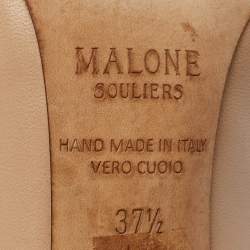 MALONE
SOULIERS
HAND MADE IN ITALY
VERO CUOIO
37½